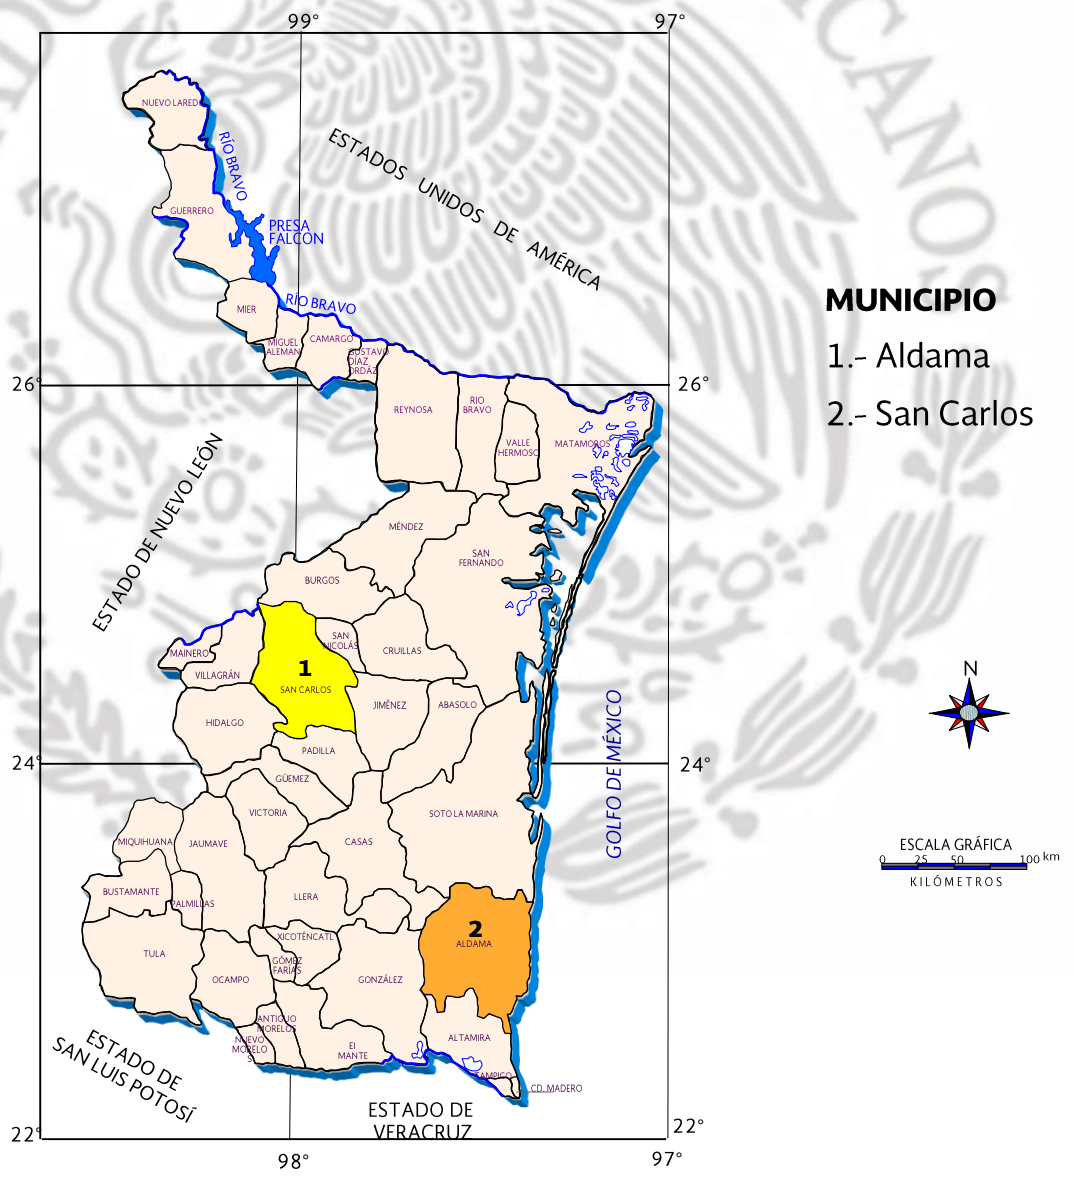 99°
97°
NUEVO LAREDO
RÍO BRAVO
GUERRERO
PRESA
FALCÓN
ESTADOS UNIDOS DE AMÉRICA
RÍO BRAVO
MIER
MIGUEL
ALEMAN
CAMARGO
GUSTAVO
DÍAZ
ORDÁZ
26°
26°
REYNOSA
RIO
BRAVO
VALLE
HERMOSO
MATAMOROS
MUNICIPIO
1.- Aldama
2.- San Carlos
ESTADO DE NUEVO LEÓN
MÉNDEZ
SAN
FERNANDO
BURGOS
MAINERO
VILLAGRÁN
1
SAN CARLOS
SAN
NICOLÁS
CRUILLAS
HIDALGO
JIMÉNEZ
ABASOLO
PADILLA
GOLFO DE MÉXICO
N
24°
24°
GÜEMEZ
VICTORIA
SOTO LA MARINA
MIQUIHUANA
JAUMAVE
CASAS
ESCALA GRÁFICA
0 25 50 100 km
KILÓMETROS
BUSTAMANTE
PALMILLAS
LLERA
2
ALDAMA
TULA
XICOTÉNCATL
GÓMEZ
FARÍAS
OCAMPO
GONZÁLEZ
ANTIGUO
MORELOS
NUEVO
MORELO
S
El
MANTE
ALTAMIRA
TAMPICO
CD. MADERO
ESTADO DE
SAN LUIS POTOSÍ
ESTADO DE
VERACRUZ
22°
22°
98°
97°
CANOS